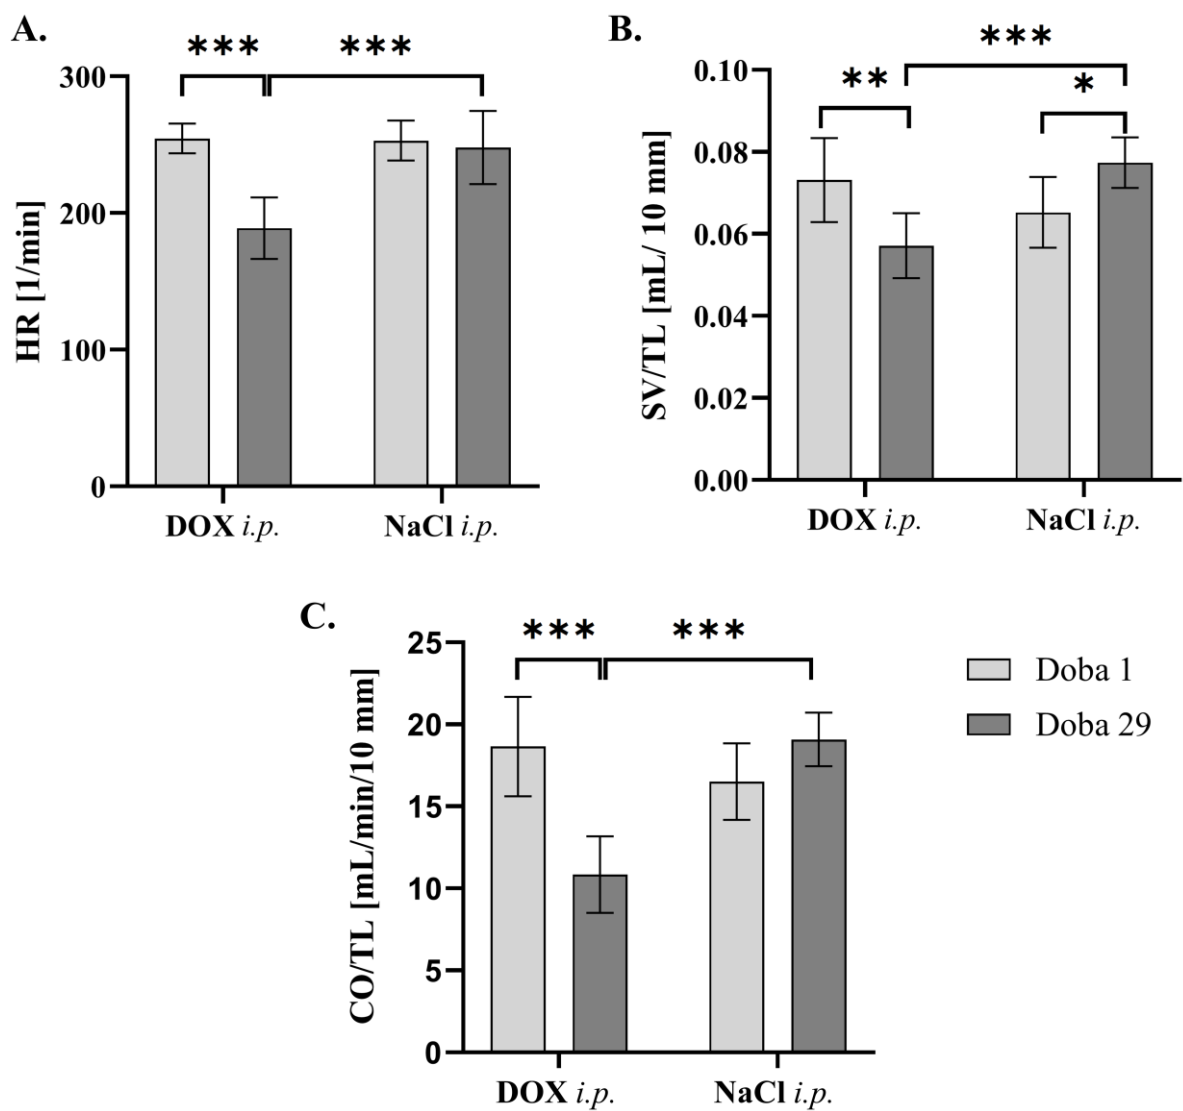 A.
*** ***
300
200
100
0
HR [1/min]
DOX i.p. NaCl i.p.
B.
***
** *
0.10
0.08
0.06
0.04
0.02
0.00
SV/TL [mL/ 10 mm]
DOX i.p. NaCl i.p.
C.
*** ***
25
20
15
10
5
0
CO/TL [mL/min/10 mm]
DOX i.p. NaCl i.p.
Doba 1
Doba 29